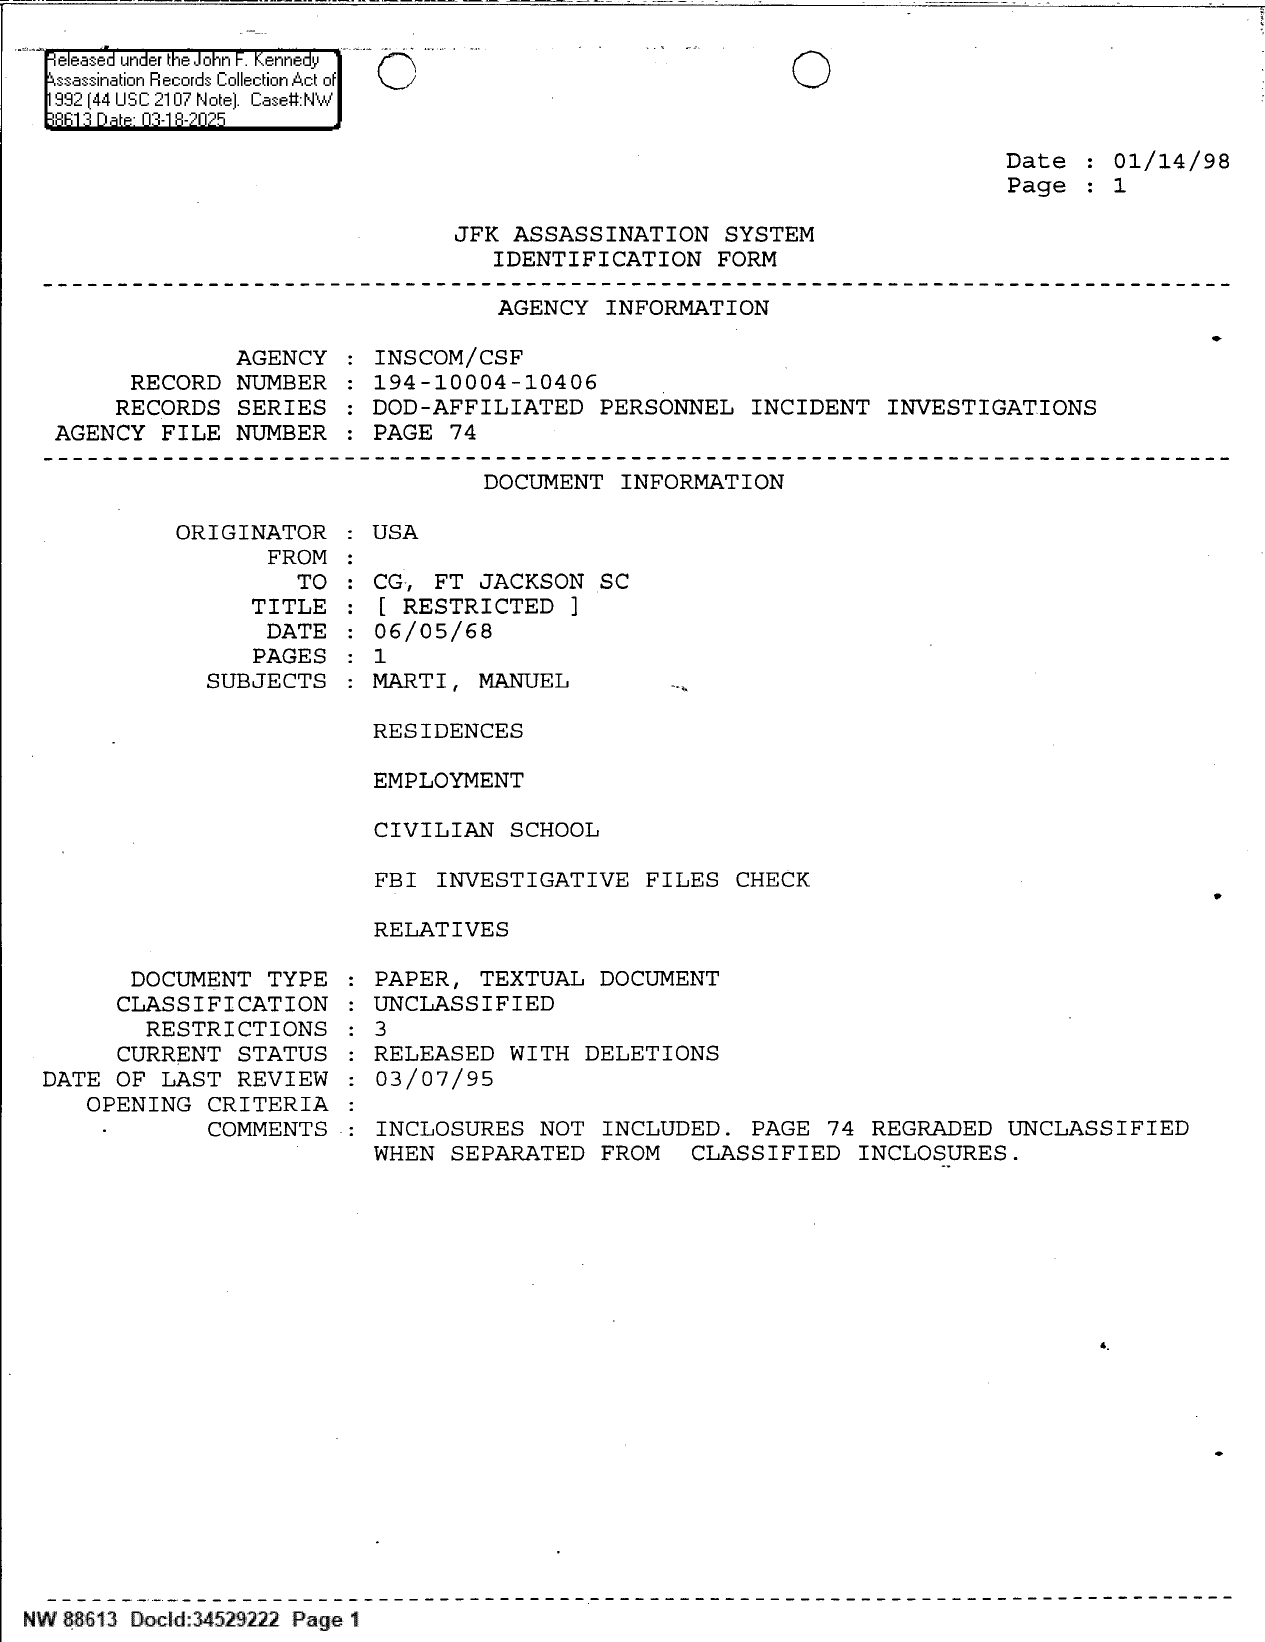 Released under the John F. Kennedy
Assassination Records Collection Act of
1992 (44 USC 2107 Note). Case#:NW
88613 Date: 03-18-2025
Date : 01/14/98
Page : 1
JFK ASSASSINATION SYSTEM
IDENTIFICATION FORM
AGENCY INFORMATION
AGENCY : INSCOM/CSF
RECORD NUMBER : 194-10004-10406
RECORDS SERIES : DOD-AFFILIATED PERSONNEL INCIDENT INVESTIGATIONS
AGENCY FILE NUMBER : PAGE 74
DOCUMENT INFORMATION
ORIGINATOR : USA
FROM :
TO : CG, FT JACKSON SC
TITLE : [ RESTRICTED ]
DATE : 06/05/68
PAGES : 1
SUBJECTS : MARTI, MANUEL
RESIDENCES
EMPLOYMENT
CIVILIAN SCHOOL
FBI INVESTIGATIVE FILES CHECK
RELATIVES
DOCUMENT TYPE : PAPER, TEXTUAL DOCUMENT
CLASSIFICATION : UNCLASSIFIED
RESTRICTIONS : 3
CURRENT STATUS : RELEASED WITH DELETIONS
DATE OF LAST REVIEW : 03/07/95
OPENING CRITERIA :
COMMENTS : INCLOSURES NOT INCLUDED. PAGE 74 REGRADED UNCLASSIFIED
WHEN SEPARATED FROM CLASSIFIED INCLOSURES.
NW 88613 DocId:34529222 Page 1